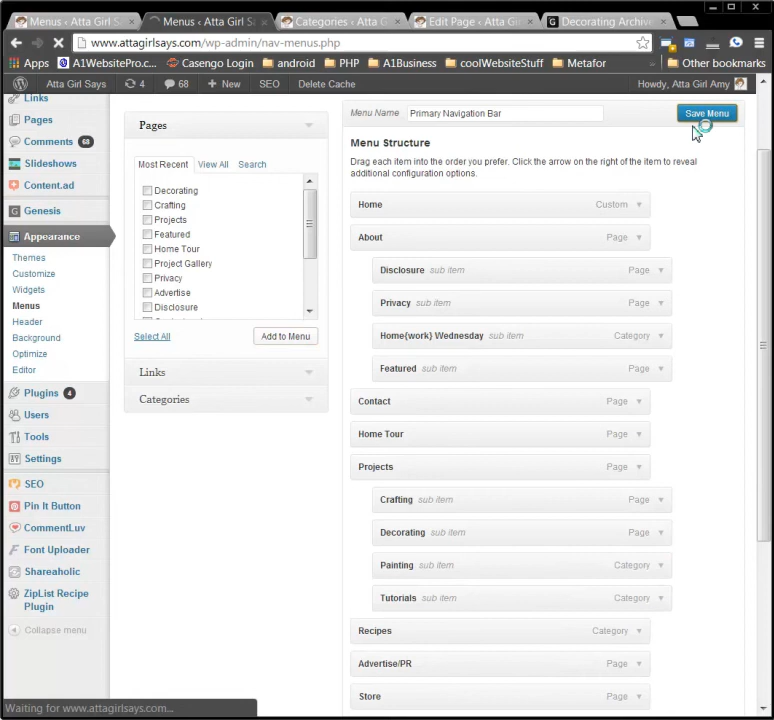 Menus ‹ Atta Girl S
Menus ‹ Atta Girl Sa
Categories ‹ Atta G
Edit Page ‹ Atta Gir
Decorating Archive
www.attagirlsays.com/wp-admin/nav-menus.php
Apps
A1WebsitePro.c...
Casengo Login
android
PHP
A1Business
coolWebsiteStuff
Metafor
»
Other bookmarks
Atta Girl Says
4
68
+ New
SEO
Delete Cache
Howdy, Atta Girl Amy
Links
Pages
Comments 68
Slideshows
Content.ad
Genesis
Appearance
Themes
Customize
Widgets
Menus
Header
Background
Optimize
Editor
Plugins 4
Users
Tools
Settings
SEO
Pin It Button
CommentLuv
Font Uploader
Shareaholic
ZipList Recipe
Plugin
Collapse menu
Pages
Most Recent
View All
Search
Decorating
Crafting
Projects
Featured
Home Tour
Project Gallery
Privacy
Advertise
Disclosure
Select All
Add to Menu
Links
Categories
Menu Name
Primary Navigation Bar
Save Menu
Menu Structure
Drag each item into the order you prefer. Click the arrow on the right of the item to reveal
additional configuration options.
Home Custom
About Page
Disclosure sub item Page
Privacy sub item Page
Home{work} Wednesday sub item Category
Featured sub item Page
Contact Page
Home Tour Page
Projects Page
Crafting sub item Page
Decorating sub item Page
Painting sub item Category
Tutorials sub item Category
Recipes Category
Advertise/PR Page
Store Page
Waiting for www.attagirlsays.com...